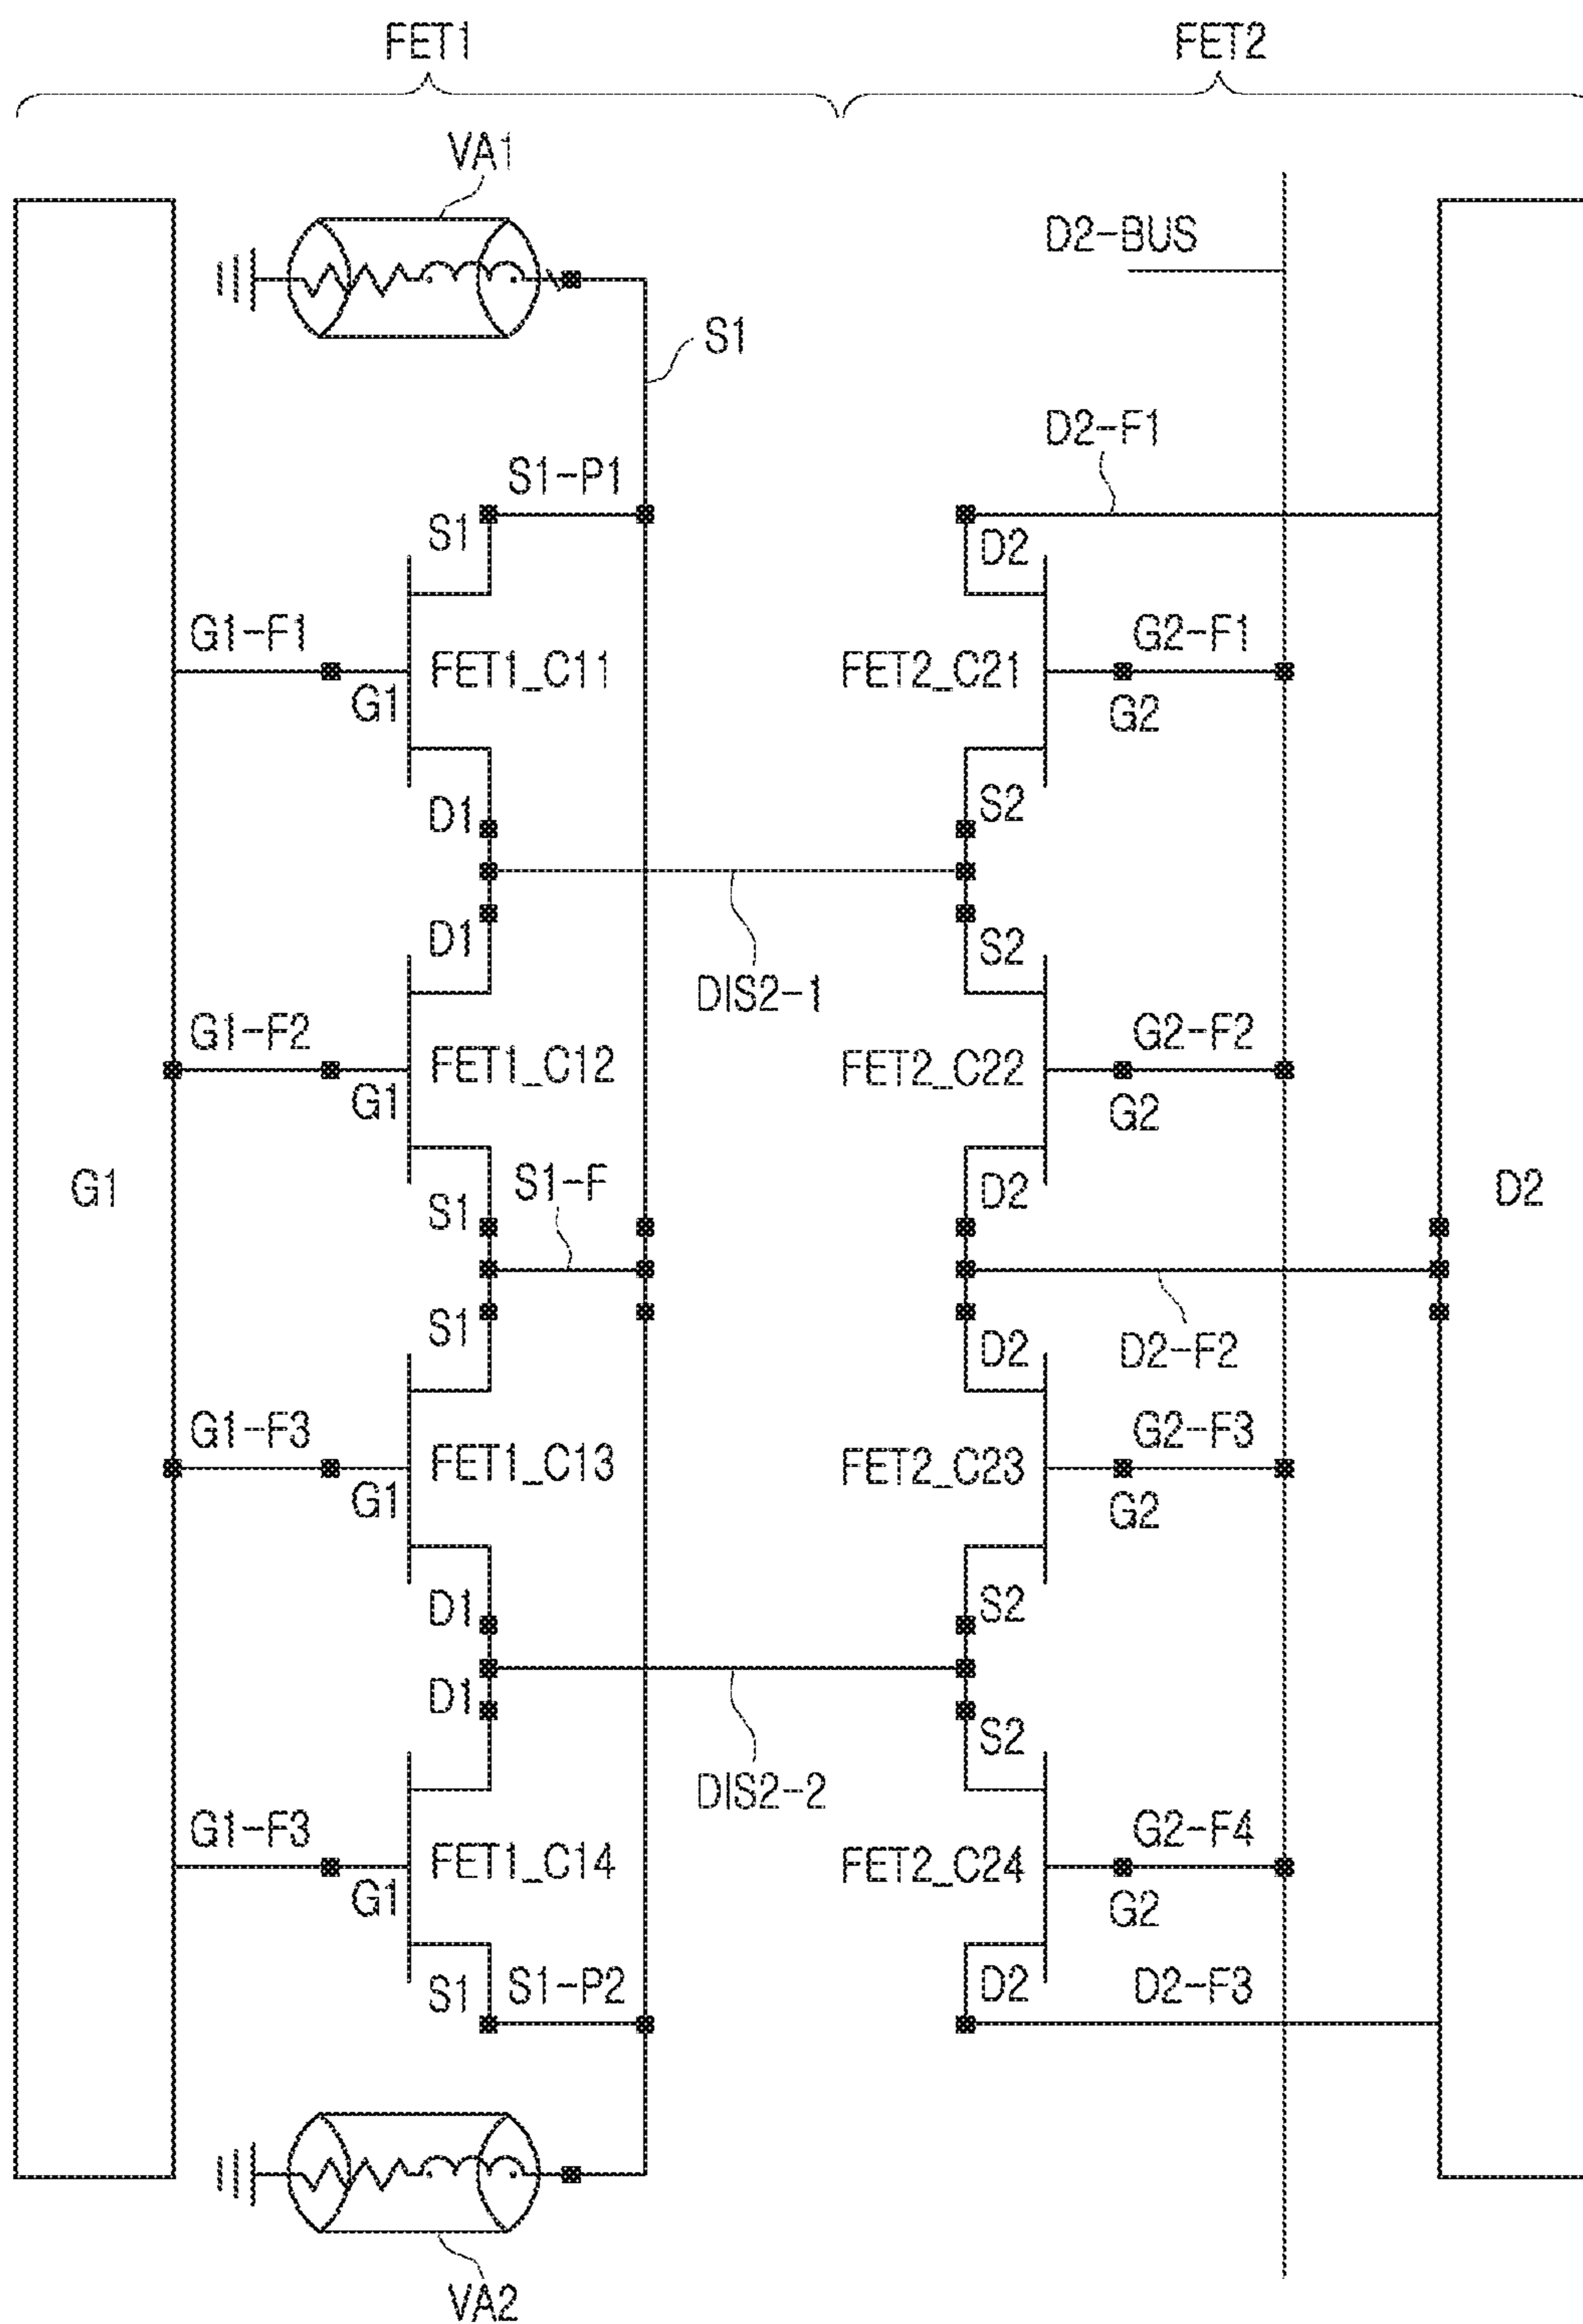 FET1 FET2
VA1
D2-BUS
S1
D2-F1
S1-P1
S1 D2
G1-F1 G2-F1
FET1_C11 FET2_C21
G1 G2
D1 S2
D1 S2
DIS2-1
G1-F2 G2-F2
FET1_C12 FET2_C22
G1 G2
G1 S1-F D2 D2
S1
S1 D2 D2-F2
G1-F3 G2-F3
FET1_C13 FET2_C23
G1 G2
D1 S2
D1 S2
DIS2-2
G1-F3 G2-F4
FET1_C14 FET2_C24
G1 G2
S1 S1-P2 D2 D2-F3
VA2